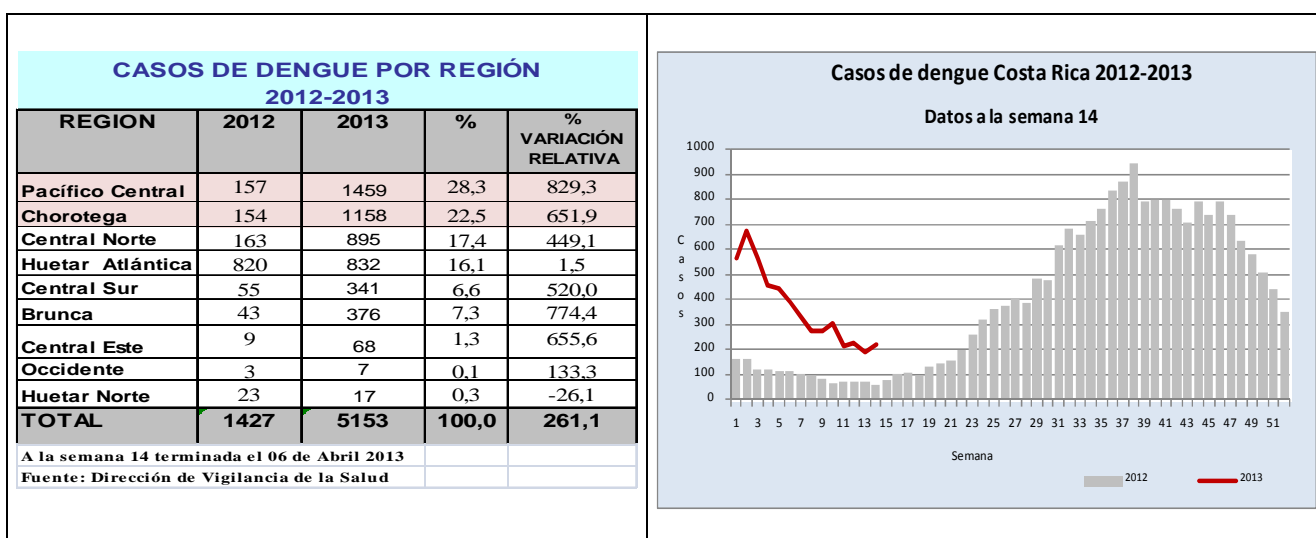 CASOS DE DENGUE POR REGIÓN
2012-2013
REGION 2012 2013 % % VARIACIÓN RELATIVA
Pacífico Central 157 1459 28,3 829,3
Chorotega 154 1158 22,5 651,9
Central Norte 163 895 17,4 449,1
Huetar Atlántica 820 832 16,1 1,5
Central Sur 55 341 6,6 520,0
Brunca 43 376 7,3 774,4
Central Este 9 68 1,3 655,6
Occidente 3 7 0,1 133,3
Huetar Norte 23 17 0,3 -26,1
TOTAL 1427 5153 100,0 261,1
A la semana 14 terminada el 06 de Abril 2013
Fuente: Dirección de Vigilancia de la Salud
Casos de dengue Costa Rica 2012-2013
Datos a la semana 14
Casos
1000
900
800
700
600
500
400
300
200
100
0
1 3 5 7 9 11 13 15 17 19 21 23 25 27 29 31 33 35 37 39 41 43 45 47 49 51
Semana
2012 2013